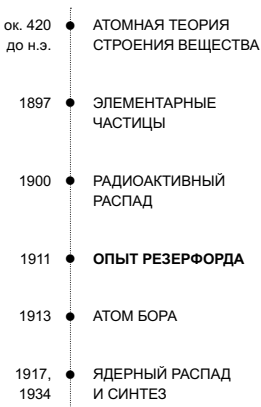 ок. 420 АТОМНАЯ ТЕОРИЯ
до н.э. СТРОЕНИЯ ВЕЩЕСТВА
1897 ЭЛЕМЕНТАРНЫЕ
ЧАСТИЦЫ
1900 РАДИОАКТИВНЫЙ
РАСПАД
1911 ОПЫТ РЕЗЕРФОРДА
1913 АТОМ БОРА
1917, ЯДЕРНЫЙ РАСПАД
1934 И СИНТЕЗ